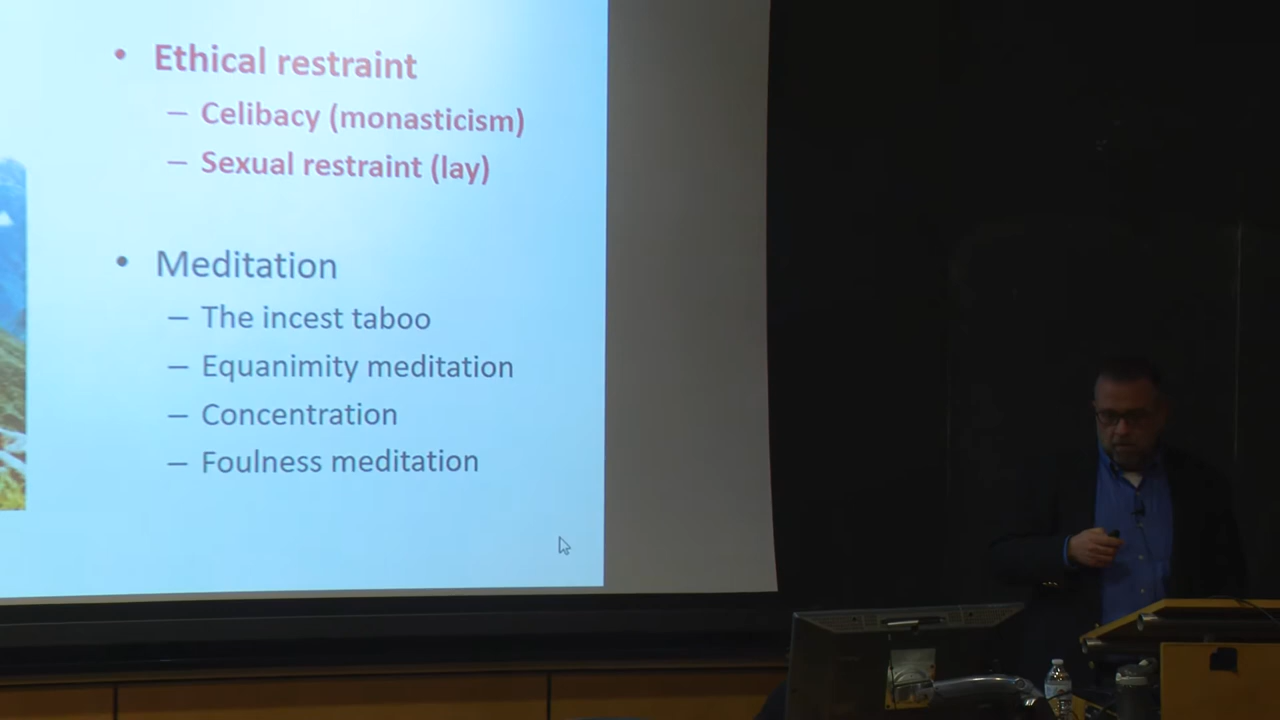 • Ethical restraint
– Celibacy (monasticism)
– Sexual restraint (lay)
• Meditation
– The incest taboo
– Equanimity meditation
– Concentration
– Foulness meditation